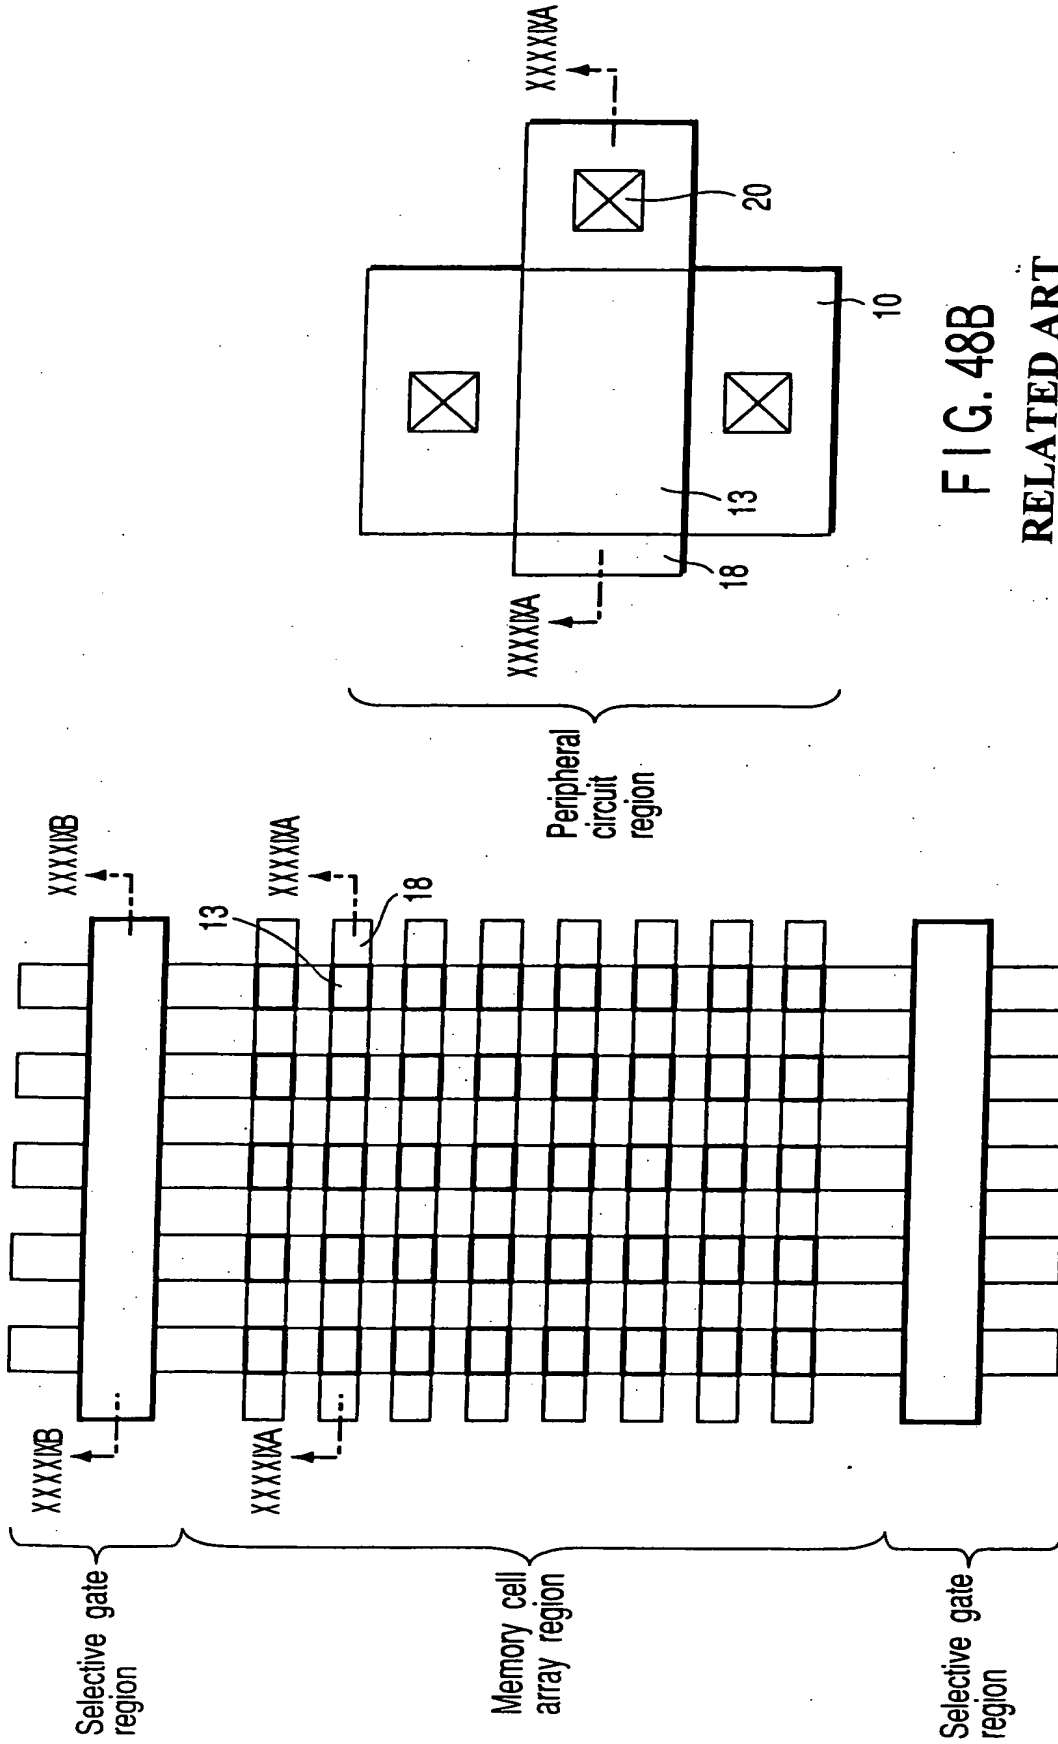 Selective gate
region
Memory cell
array region
Selective gate
region
XXXXIXB
XXXXIXB
XXXXIXA
XXXXIXA
13
18
Peripheral
circuit
region
XXXXIXA
XXXXIXA
18
13
10
20
FIG. 48B
RELATED ART